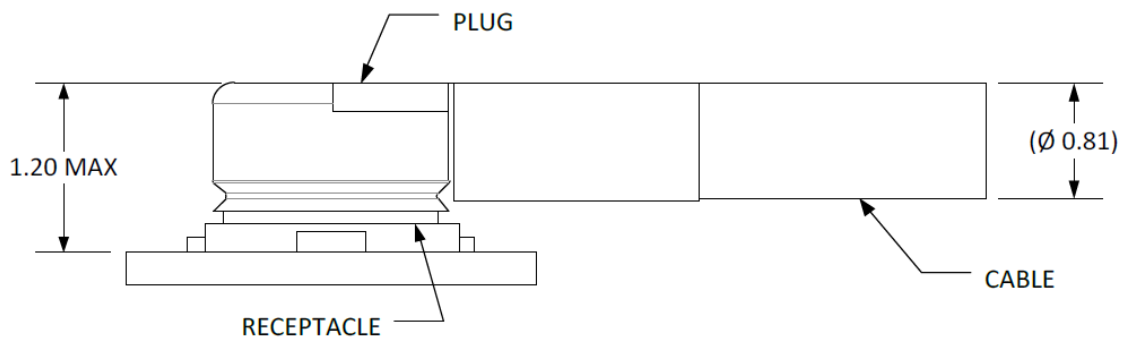 PLUG
1.20 MAX
(Ø 0.81)
CABLE
RECEPTACLE